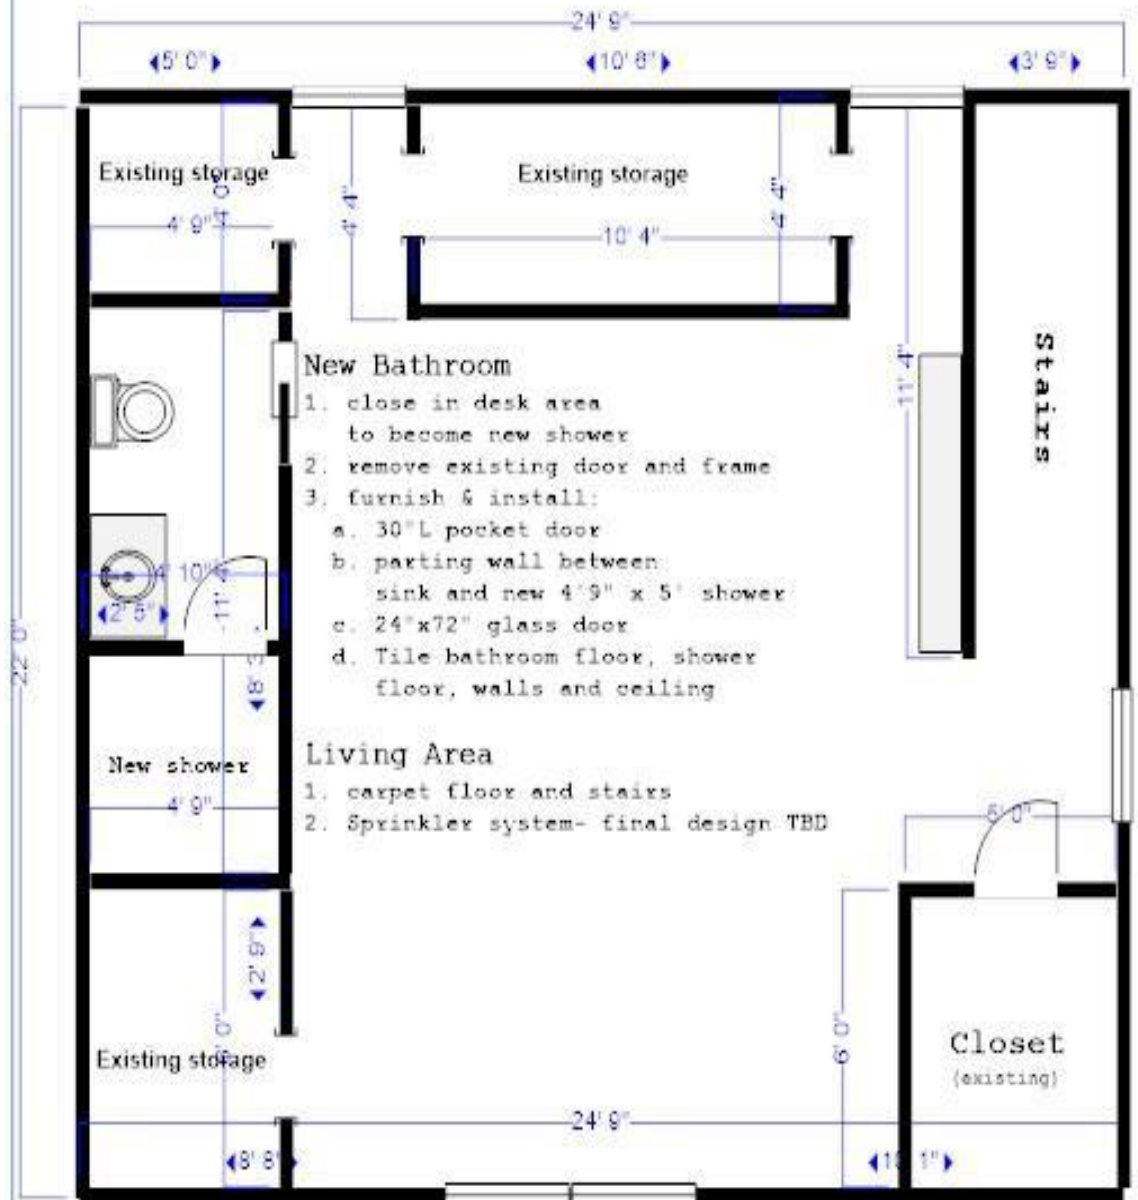 24' 9"
5' 0" 10' 6" 3' 9"
Existing storage
Existing storage
4' 4"
4' 4"
4' 9"
10' 4"
Stairs
11' 4"
New Bathroom
1. close in desk area
to become new shower
2. remove existing door and frame
3. furnish & install:
a. 30"L pocket door
b. parting wall between
sink and new 4'9" x 5' shower
c. 24"x72" glass door
d. Tile bathroom floor, shower
floor, walls and ceiling
4' 10"
11' 4"
2' 5"
22' 0"
New shower
4' 9"
Living Area
1. carpet floor and stairs
2. Sprinkler system- final design TBD
2' 9"
6' 0"
Existing storage
Closet
(existing)
24' 9"
8' 8"